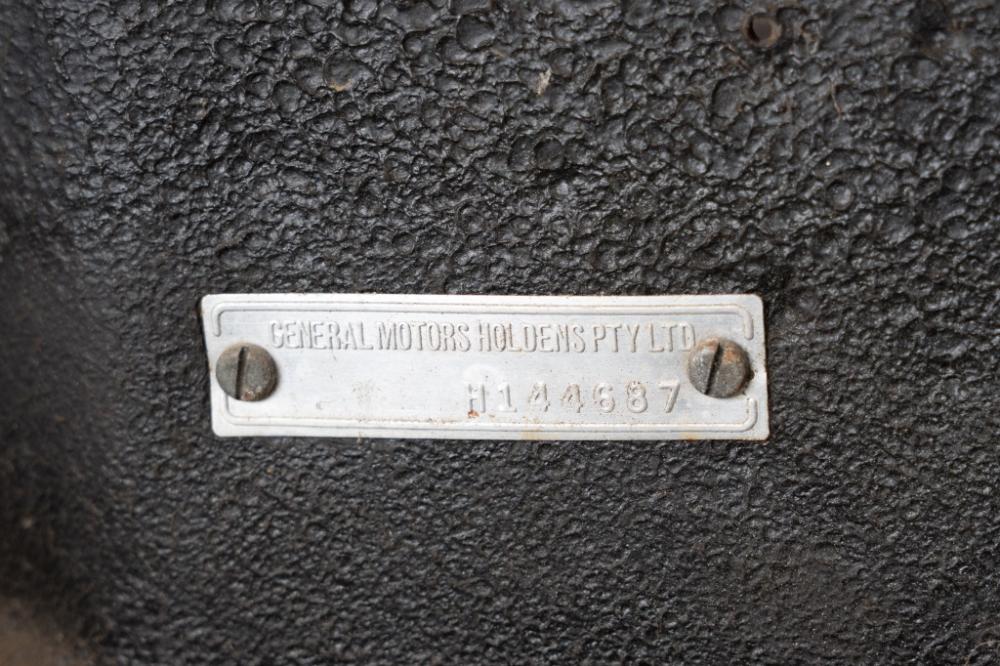 GENERAL MOTORS HOLDENS PTY LTD
H144687